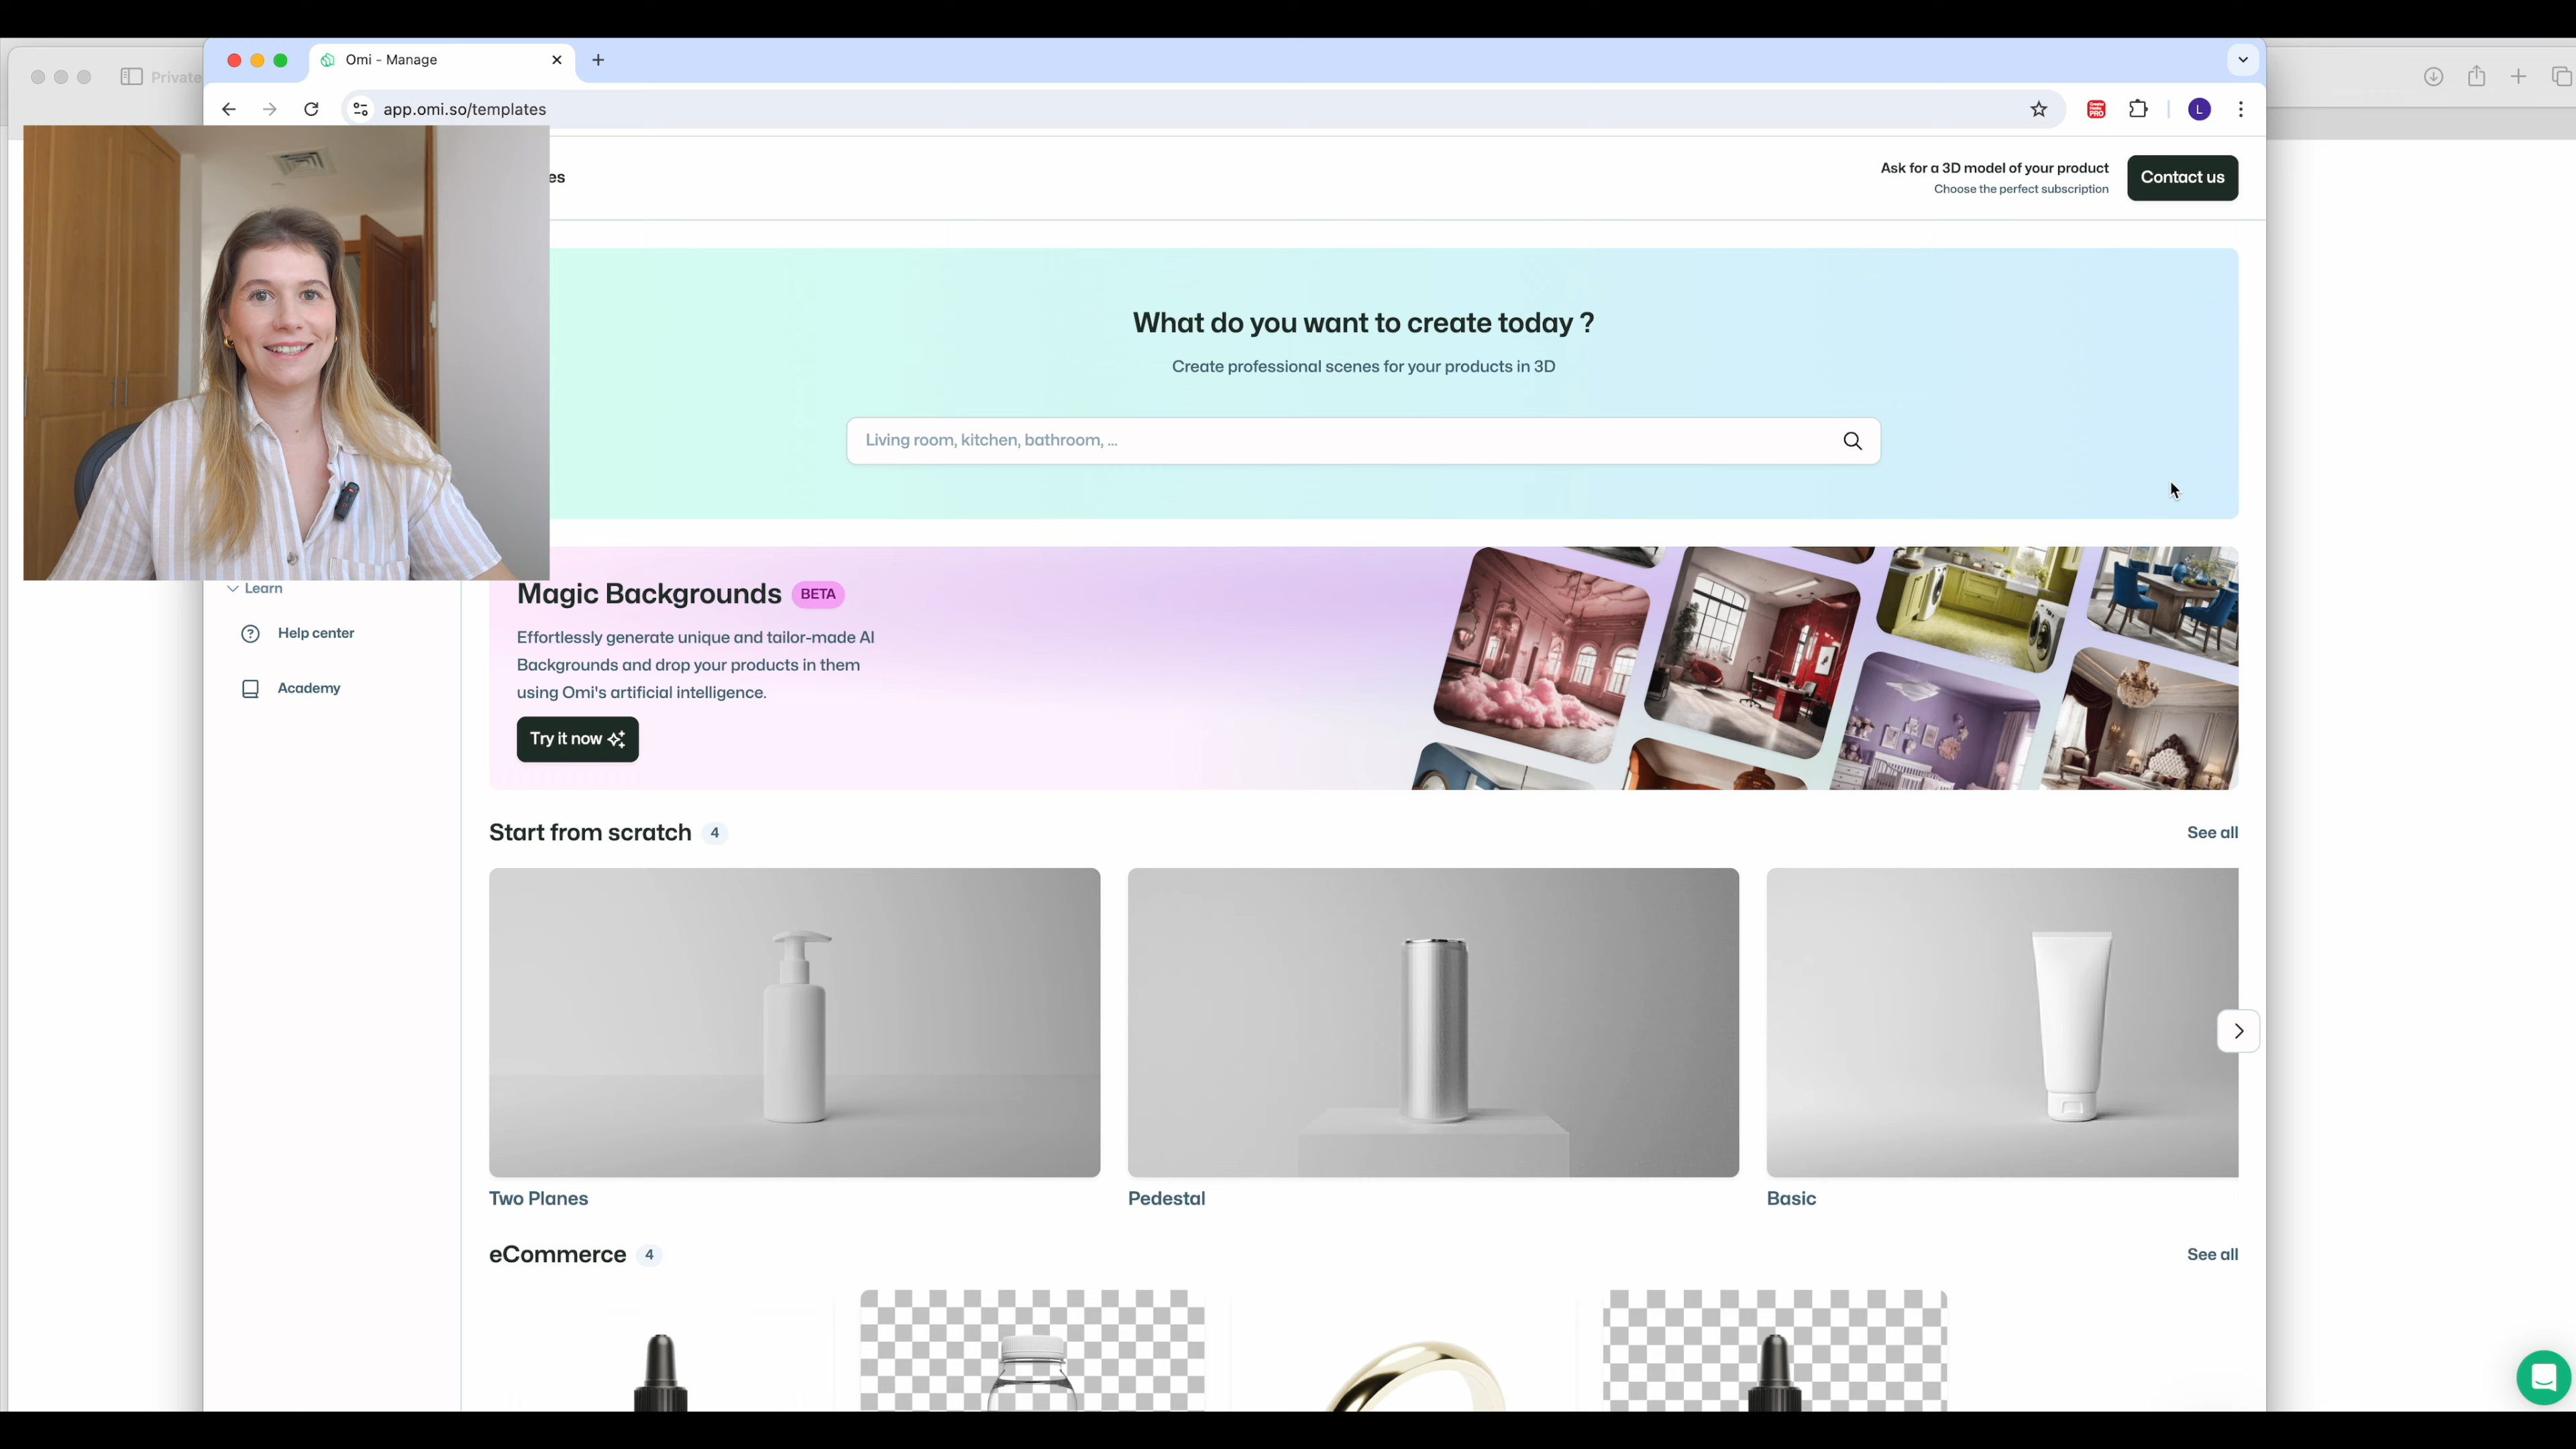 Private
Omi - Manage
app.omi.so/templates
L
es
Ask for a 3D model of your product
Choose the perfect subscription
Contact us
What do you want to create today ?
Create professional scenes for your products in 3D
Living room, kitchen, bathroom, ...
Learn
Help center
Academy
Magic Backgrounds BETA
Effortlessly generate unique and tailor-made AI
Backgrounds and drop your products in them
using Omi's artificial intelligence.
Try it now
Start from scratch 4
See all
Two Planes
Pedestal
Basic
eCommerce 4
See all